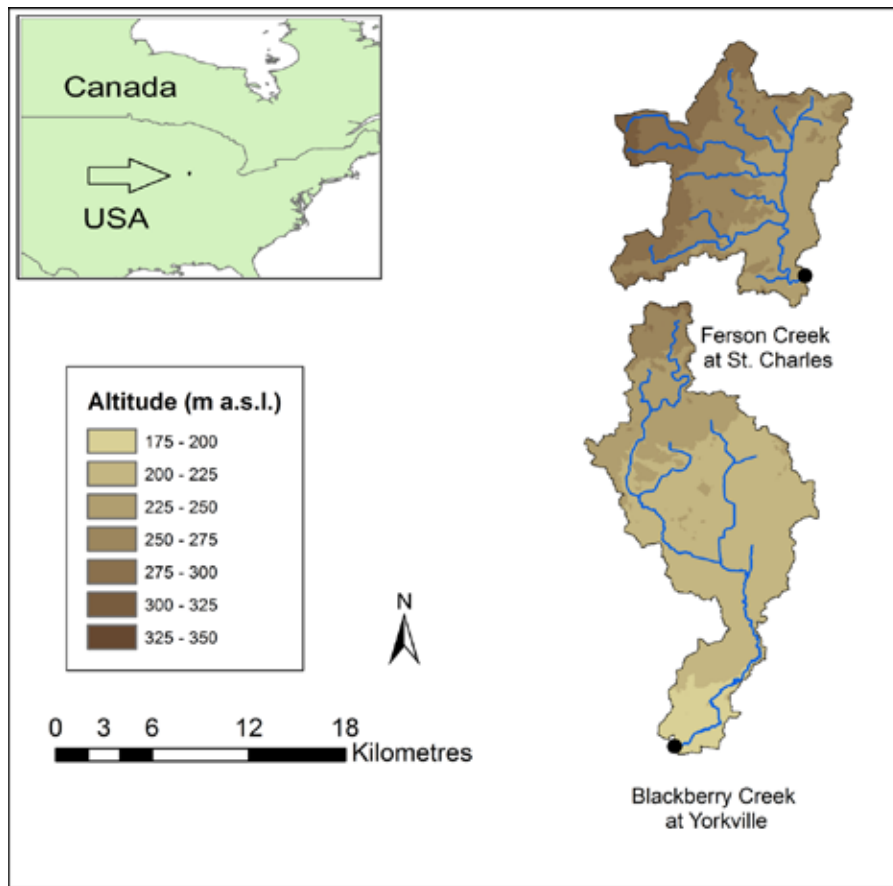 Canada
USA
Ferson Creek
at St. Charles
Altitude (m a.s.l.)
175 - 200
200 - 225
225 - 250
250 - 275
275 - 300
300 - 325
325 - 350
N
0 3 6 12 18
Kilometres
Blackberry Creek
at Yorkville